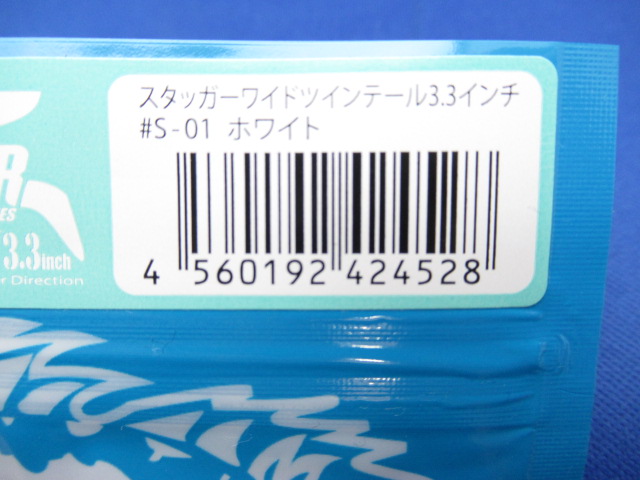 スタッガーワイドツインテール3.3インチ
#S-01 ホワイト
4 560192 424528
R
ES
3.3inch
r Direction